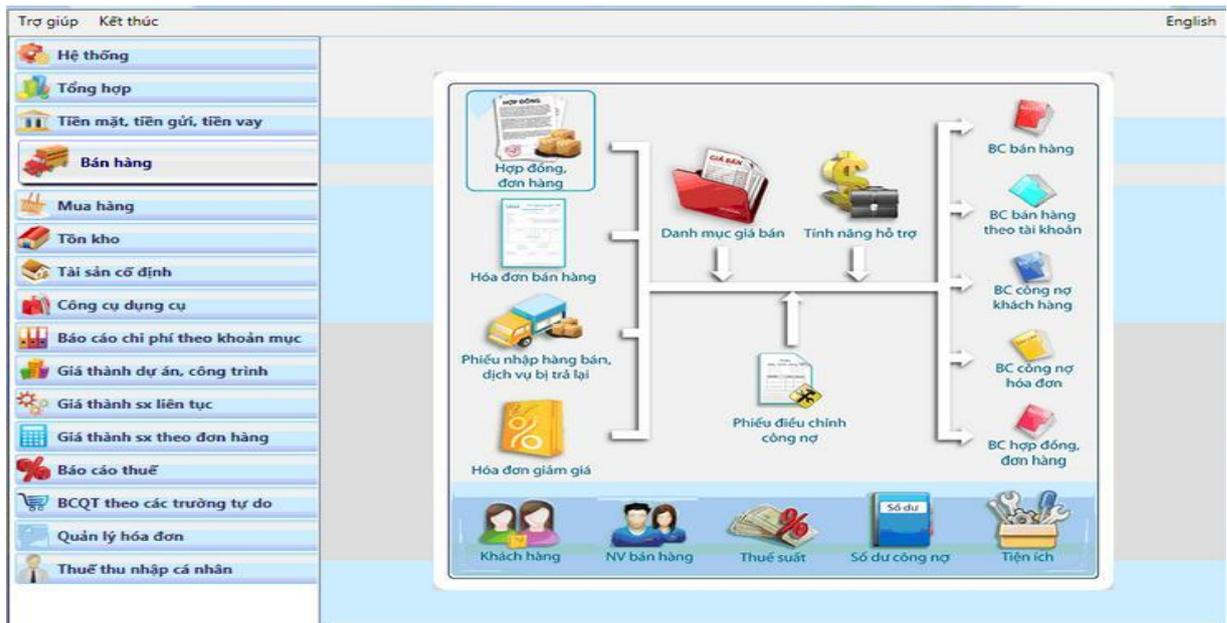 Trợ giúp Kết thúc English
Hệ thống
Tổng hợp
Tiền mặt, tiền gửi, tiền vay
Bán hàng
Mua hàng
Tồn kho
Tài sản cố định
Công cụ dụng cụ
Báo cáo chi phí theo khoản mục
Giá thành dự án, công trình
Giá thành sx liên tục
Giá thành sx theo đơn hàng
Báo cáo thuế
BCQT theo các trường tự do
Quản lý hóa đơn
Thuế thu nhập cá nhân
HỢP ĐỒNG
Hợp đồng,
đơn hàng
Hóa đơn bán hàng
Phiếu nhập hàng bán,
dịch vụ bị trả lại
Hóa đơn giảm giá
GIÁ BÁN
Danh mục giá bán
Tính năng hỗ trợ
Phiếu điều chỉnh
công nợ
BC bán hàng
BC bán hàng
theo tài khoản
BC công nợ
khách hàng
BC công nợ
hóa đơn
BC hợp đồng,
đơn hàng
Khách hàng
NV bán hàng
Thuế suất
Số dư
Số dư công nợ
Tiện ích